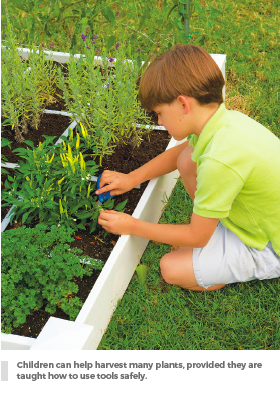 Children can help harvest many plants, provided they are
taught how to use tools safely.